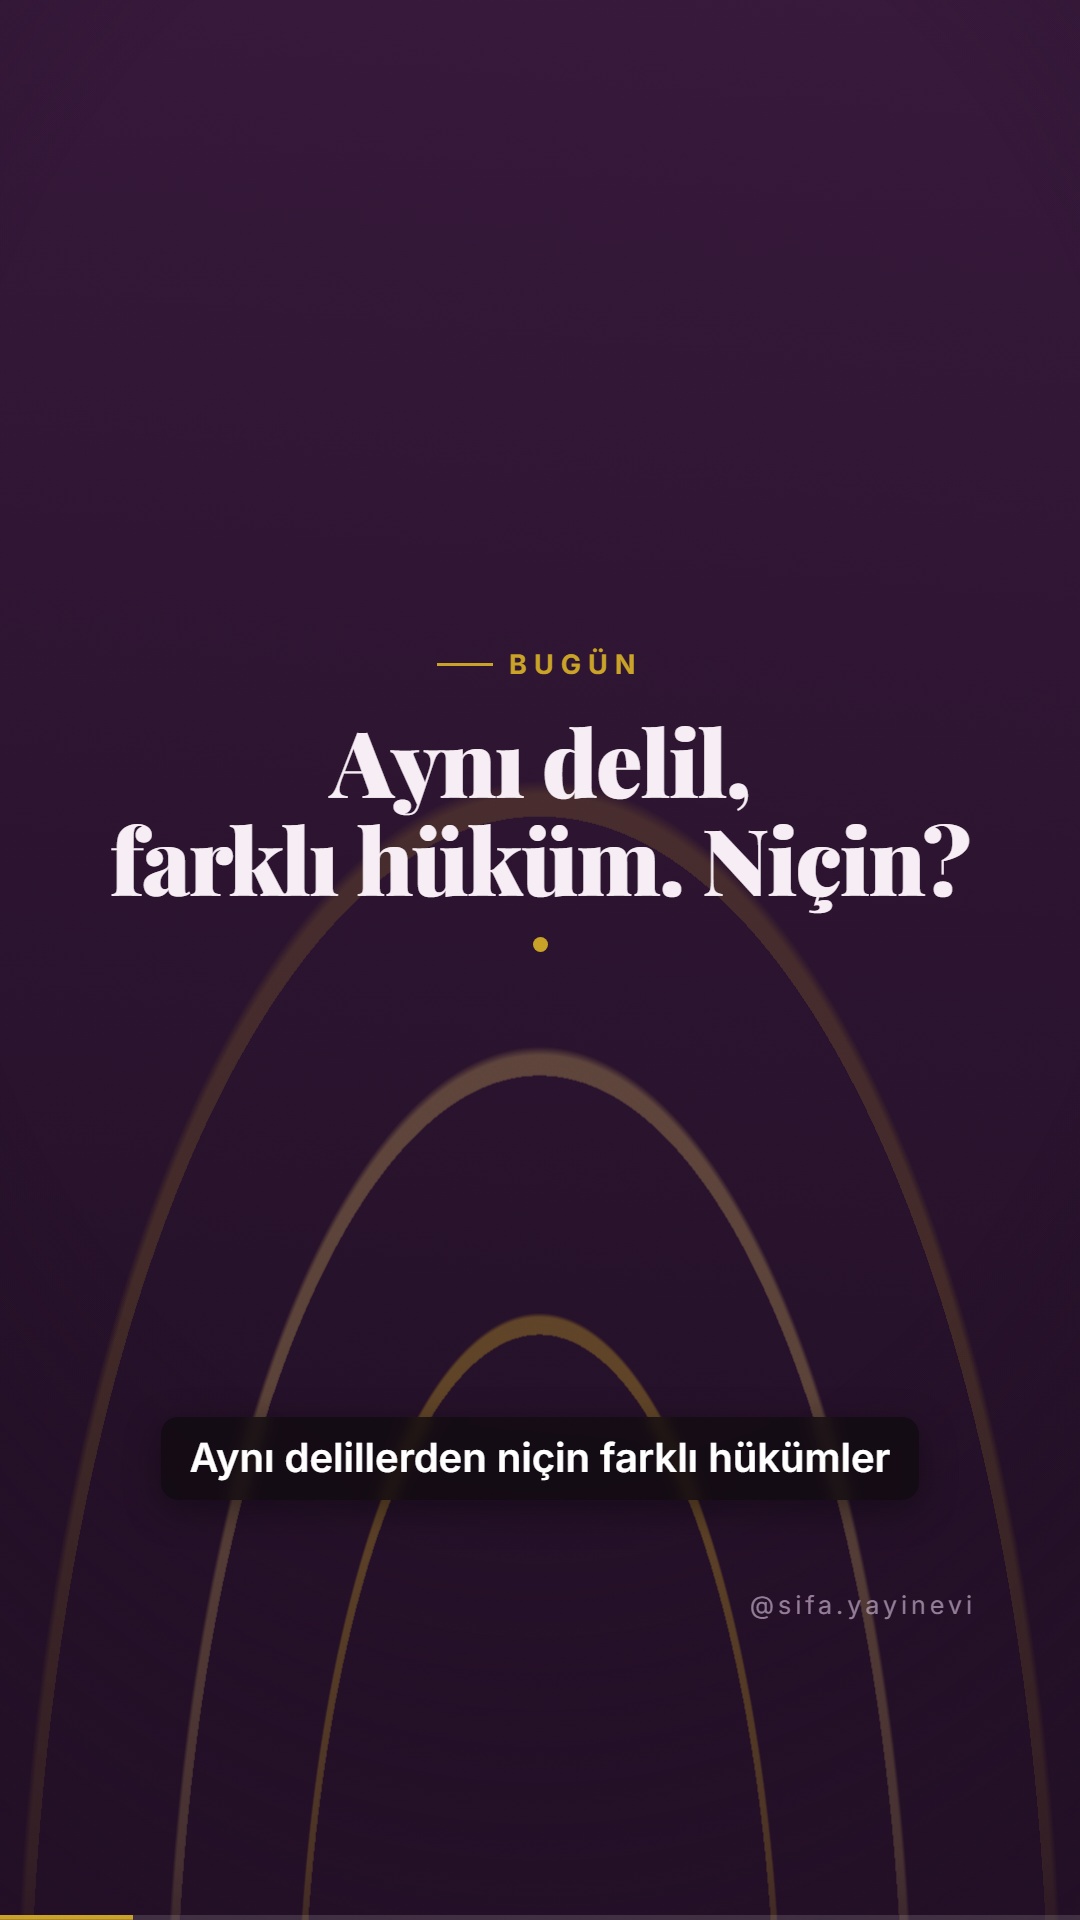 BUGÜN
Aynı delil,
farklı hüküm. Niçin?
Aynı delillerden niçin farklı hükümler
@sifa.yayinevi